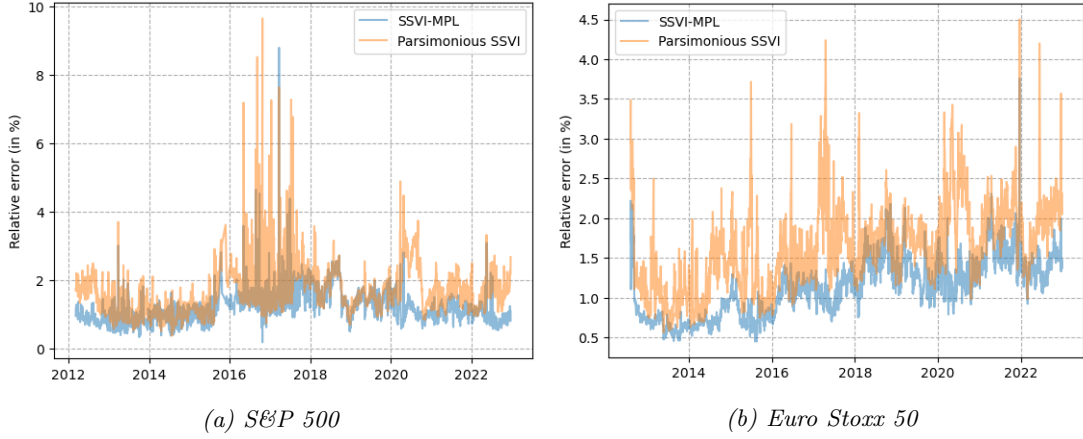 10
8
6
4
2
0
Relative error (in %)
2012 2014 2016 2018 2020 2022
SSVI-MPL
Parsimonious SSVI
(a) S&P 500
4.5
4.0
3.5
3.0
2.5
2.0
1.5
1.0
0.5
Relative error (in %)
2014 2016 2018 2020 2022
SSVI-MPL
Parsimonious SSVI
(b) Euro Stoxx 50